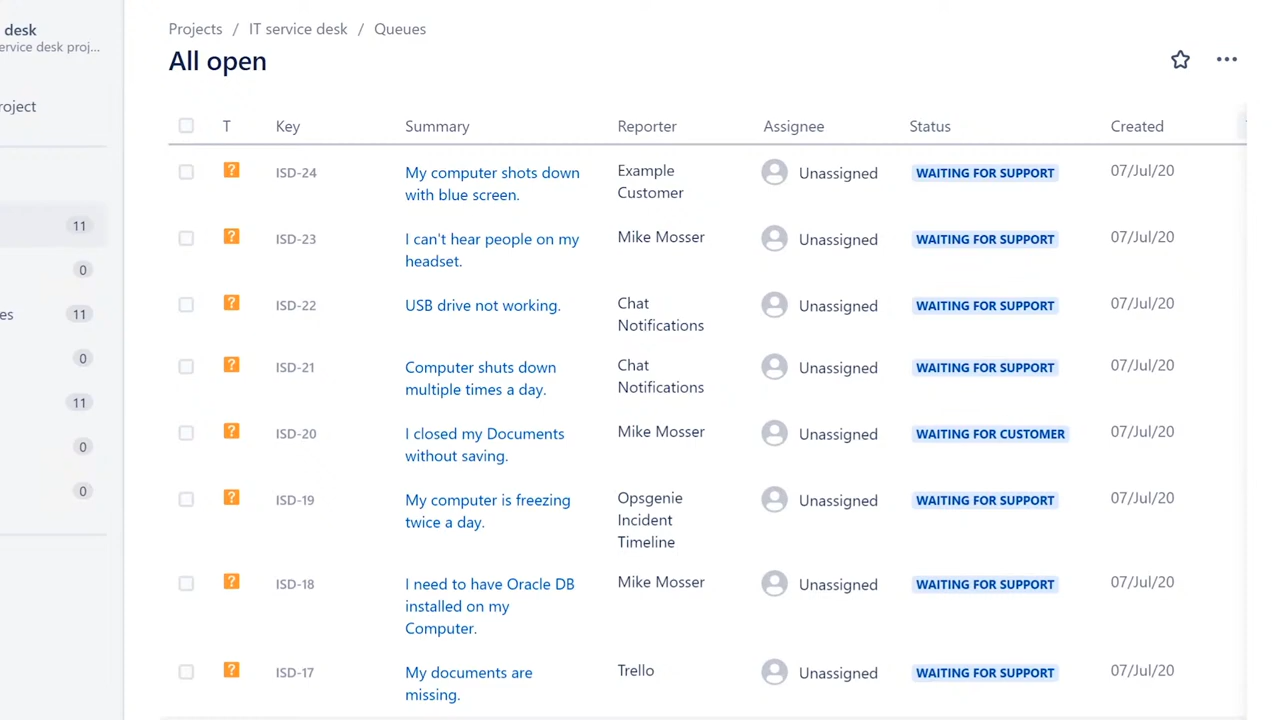 desk
ervice desk proj...
roject
11
0
es
11
0
11
0
0
Projects / IT service desk / Queues
All open
T Key Summary Reporter Assignee Status Created
? ISD-24 My computer shots down Example Unassigned WAITING FOR SUPPORT 07/Jul/20
with blue screen. Customer
? ISD-23 I can't hear people on my Mike Mosser Unassigned WAITING FOR SUPPORT 07/Jul/20
headset.
? ISD-22 USB drive not working. Chat Unassigned WAITING FOR SUPPORT 07/Jul/20
Notifications
? ISD-21 Computer shuts down Chat Unassigned WAITING FOR SUPPORT 07/Jul/20
multiple times a day. Notifications
? ISD-20 I closed my Documents Mike Mosser Unassigned WAITING FOR CUSTOMER 07/Jul/20
without saving.
? ISD-19 My computer is freezing Opsgenie Unassigned WAITING FOR SUPPORT 07/Jul/20
twice a day. Incident
Timeline
? ISD-18 I need to have Oracle DB Mike Mosser Unassigned WAITING FOR SUPPORT 07/Jul/20
installed on my
Computer.
? ISD-17 My documents are Trello Unassigned WAITING FOR SUPPORT 07/Jul/20
missing.